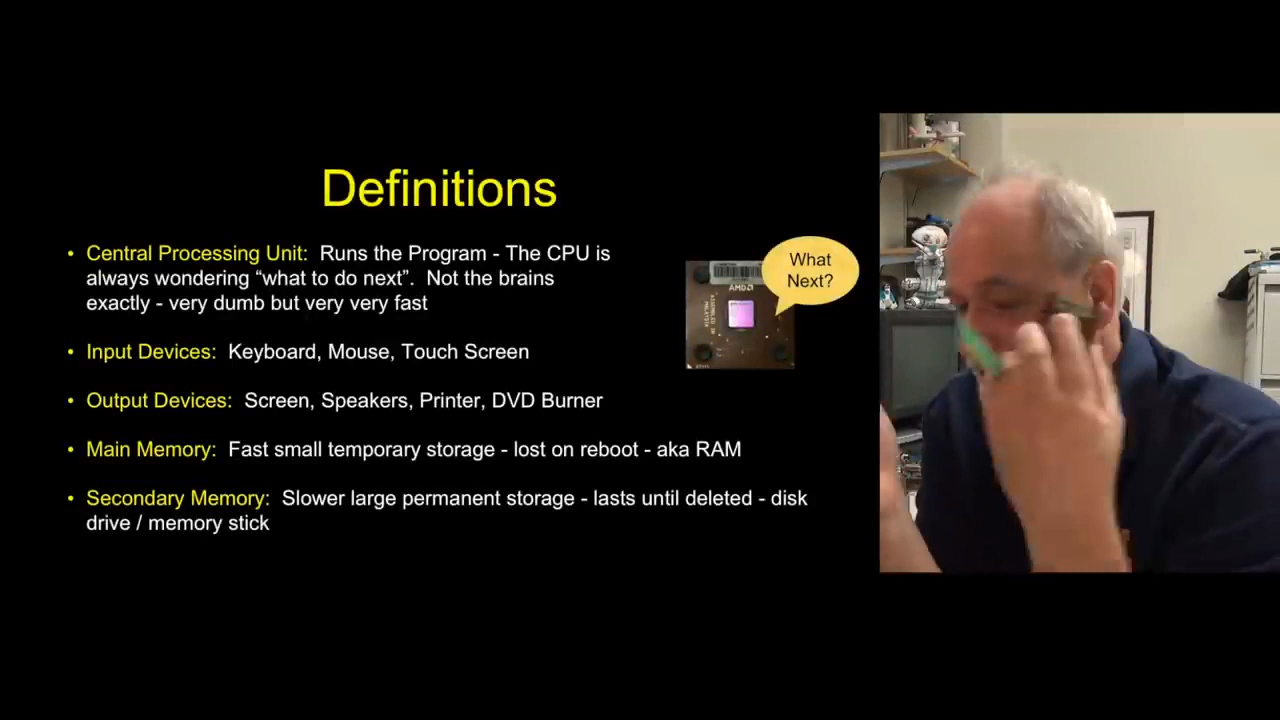 Definitions
• Central Processing Unit: Runs the Program - The CPU is
always wondering “what to do next”. Not the brains
exactly - very dumb but very very fast
What
Next?
AMD
ASSEMBLED IN
MALAYSIA
• Input Devices: Keyboard, Mouse, Touch Screen
• Output Devices: Screen, Speakers, Printer, DVD Burner
• Main Memory: Fast small temporary storage - lost on reboot - aka RAM
• Secondary Memory: Slower large permanent storage - lasts until deleted - disk
drive / memory stick